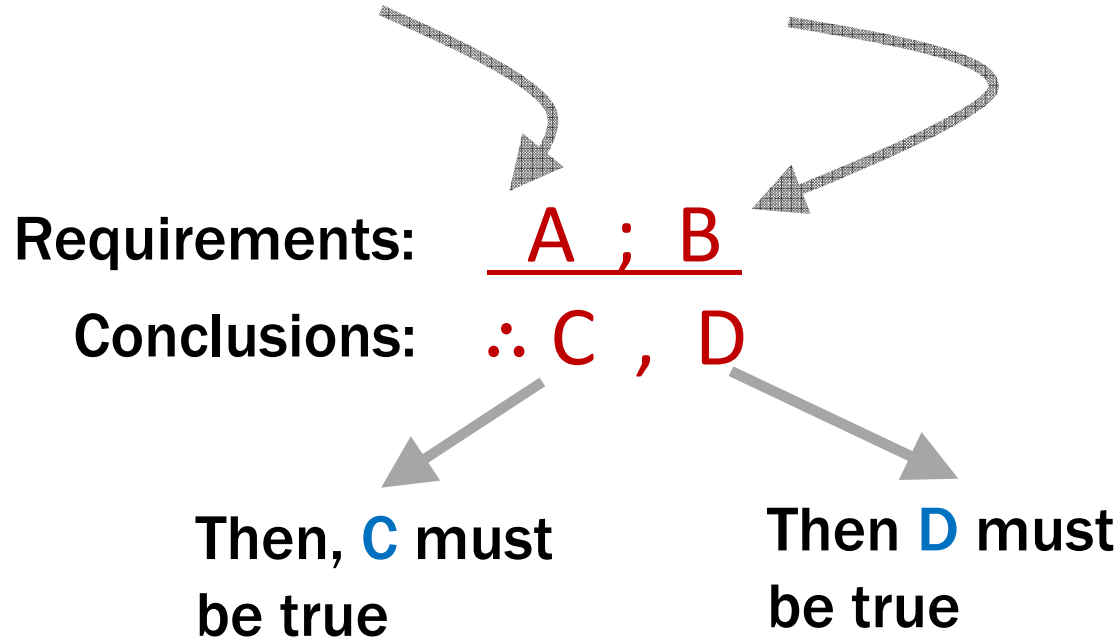 Requirements: A ; B
Conclusions: ∴ C , D
Then, C must
be true
Then D must
be true